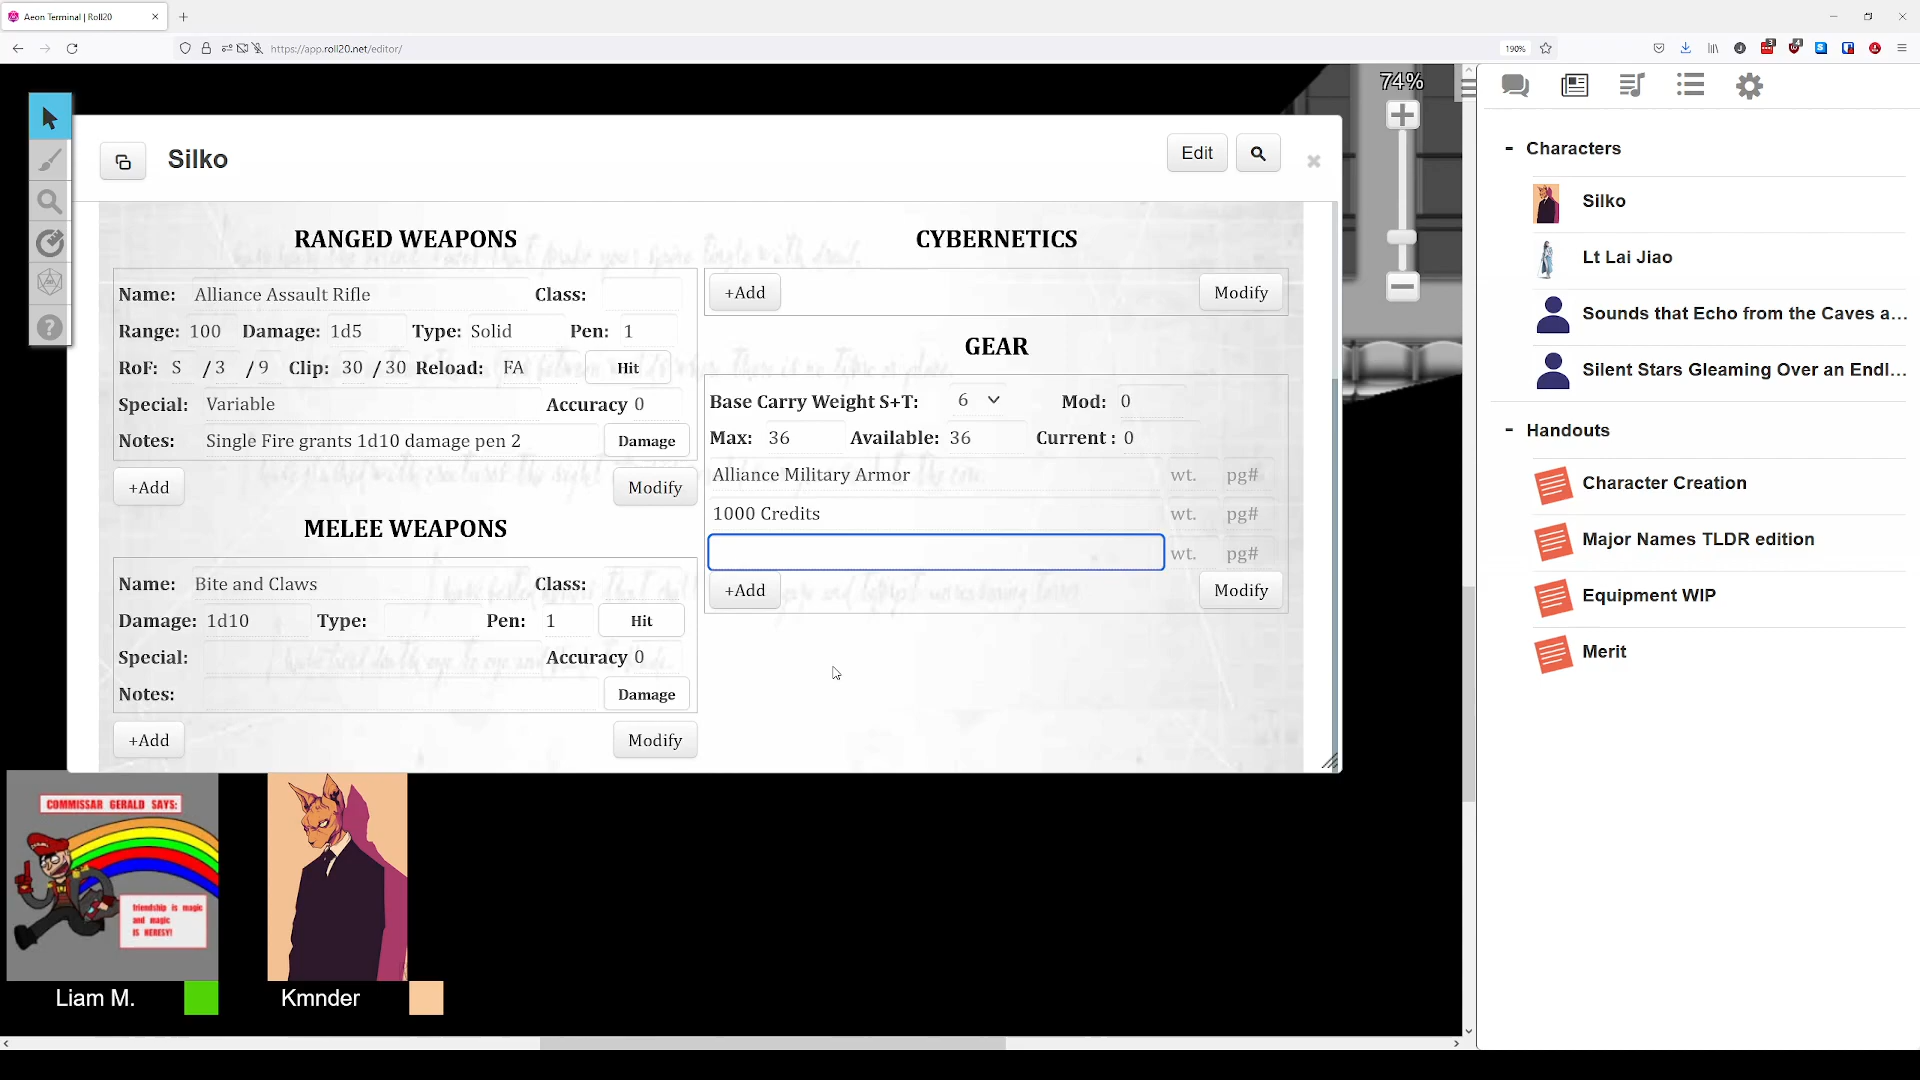 Aeon Terminal | Roll20
https://app.roll20.net/editor/
190%
74%
Silko
Edit
RANGED WEAPONS
Name: Alliance Assault Rifle Class:
Range: 100 Damage: 1d5 Type: Solid Pen: 1
RoF: S / 3 / 9 Clip: 30 / 30 Reload: FA Hit
Special: Variable Accuracy 0
Notes: Single Fire grants 1d10 damage pen 2 Damage
+Add Modify
MELEE WEAPONS
Name: Bite and Claws Class:
Damage: 1d10 Type: Pen: 1 Hit
Special: Accuracy 0
Notes: Damage
+Add Modify
CYBERNETICS
+Add Modify
GEAR
Base Carry Weight S+T: 6 Mod: 0
Max: 36 Available: 36 Current : 0
Alliance Military Armor wt. pg#
1000 Credits wt. pg#
wt. pg#
+Add Modify
COMMISSAR GERALD SAYS:
friendship is magic
and magic
IS HERESY!
Liam M.
Kmnder
- Characters
Silko
Lt Lai Jiao
Sounds that Echo from the Caves a...
Silent Stars Gleaming Over an Endl...
- Handouts
Character Creation
Major Names TLDR edition
Equipment WIP
Merit